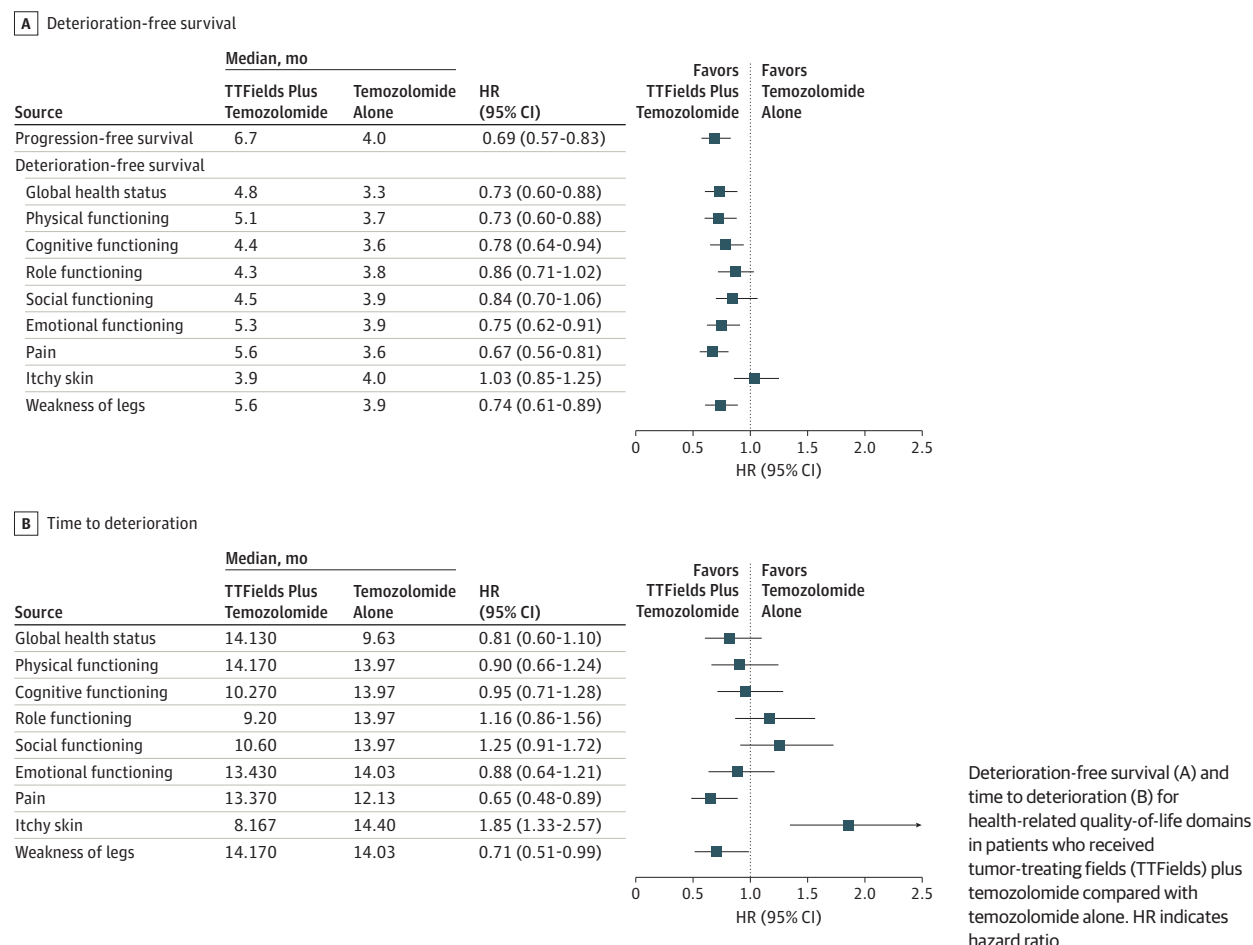 A Deterioration-free survival
Median, mo
TTFields Plus Temozolomide Temozolomide Alone HR (95% CI)
Source
Favors TTFields Plus Temozolomide Favors Temozolomide Alone
Progression-free survival 6.7 4.0 0.69 (0.57-0.83)
Deterioration-free survival
Global health status 4.8 3.3 0.73 (0.60-0.88)
Physical functioning 5.1 3.7 0.73 (0.60-0.88)
Cognitive functioning 4.4 3.6 0.78 (0.64-0.94)
Role functioning 4.3 3.8 0.86 (0.71-1.02)
Social functioning 4.5 3.9 0.84 (0.70-1.06)
Emotional functioning 5.3 3.9 0.75 (0.62-0.91)
Pain 5.6 3.6 0.67 (0.56-0.81)
Itchy skin 3.9 4.0 1.03 (0.85-1.25)
Weakness of legs 5.6 3.9 0.74 (0.61-0.89)
0 0.5 1.0 1.5 2.0 2.5
HR (95% CI)
B Time to deterioration
Median, mo
TTFields Plus Temozolomide Temozolomide Alone HR (95% CI)
Source
Favors TTFields Plus Temozolomide Favors Temozolomide Alone
Global health status 14.130 9.63 0.81 (0.60-1.10)
Physical functioning 14.170 13.97 0.90 (0.66-1.24)
Cognitive functioning 10.270 13.97 0.95 (0.71-1.28)
Role functioning 9.20 13.97 1.16 (0.86-1.56)
Social functioning 10.60 13.97 1.25 (0.91-1.72)
Emotional functioning 13.430 14.03 0.88 (0.64-1.21)
Pain 13.370 12.13 0.65 (0.48-0.89)
Itchy skin 8.167 14.40 1.85 (1.33-2.57)
Weakness of legs 14.170 14.03 0.71 (0.51-0.99)
0 0.5 1.0 1.5 2.0 2.5
HR (95% CI)
Deterioration-free survival (A) and
time to deterioration (B) for
health-related quality-of-life domains
in patients who received
tumor-treating fields (TTFields) plus
temozolomide compared with
temozolomide alone. HR indicates
hazard ratio